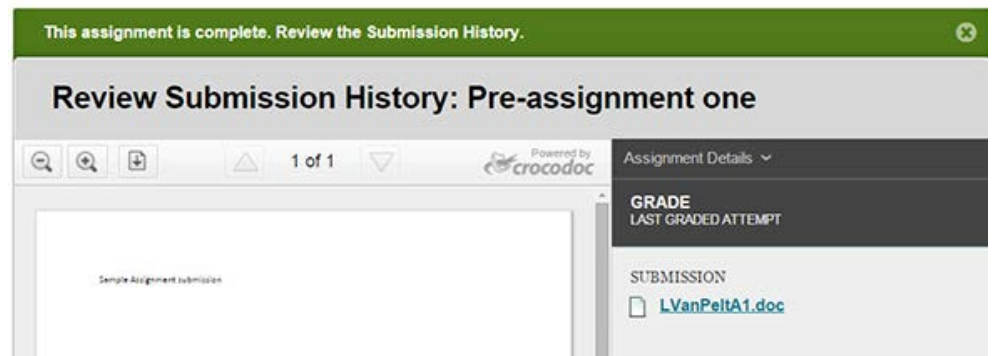 This assignment is complete. Review the Submission History.
Review Submission History: Pre-assignment one
1 of 1
Powered by
crocodoc
Assignment Details
GRADE
LAST GRADED ATTEMPT
Sample Assignment submission
SUBMISSION
LVanPeltA1.doc